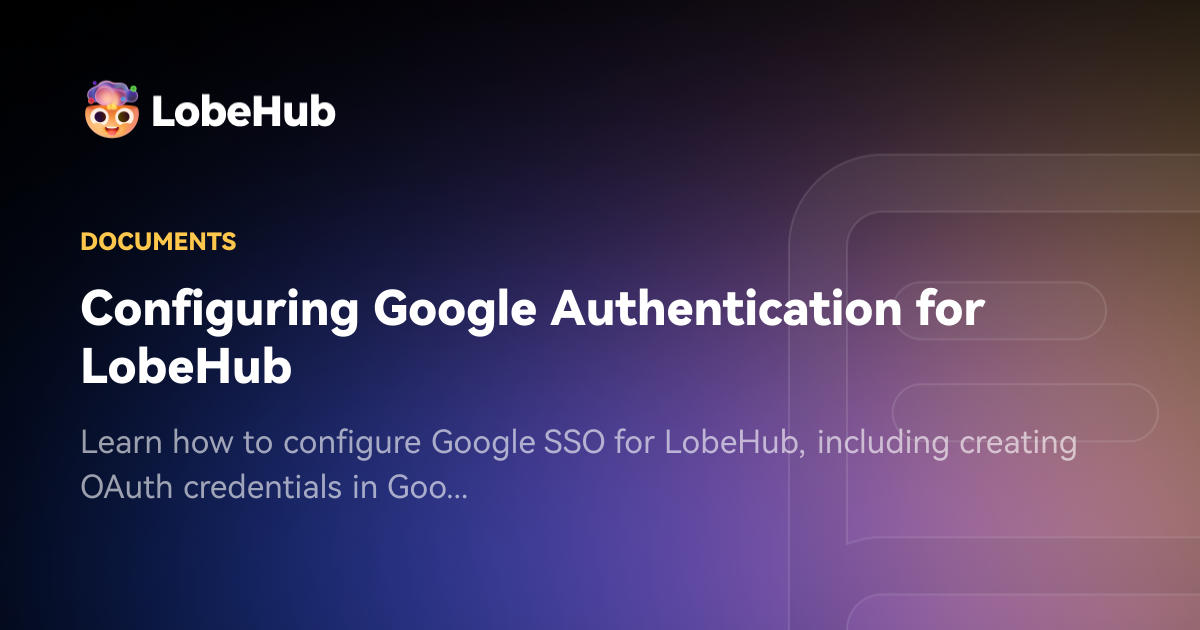 LobeHub
DOCUMENTS
Configuring Google Authentication for
LobeHub
Learn how to configure Google SSO for LobeHub, including creating
OAuth credentials in Goo...